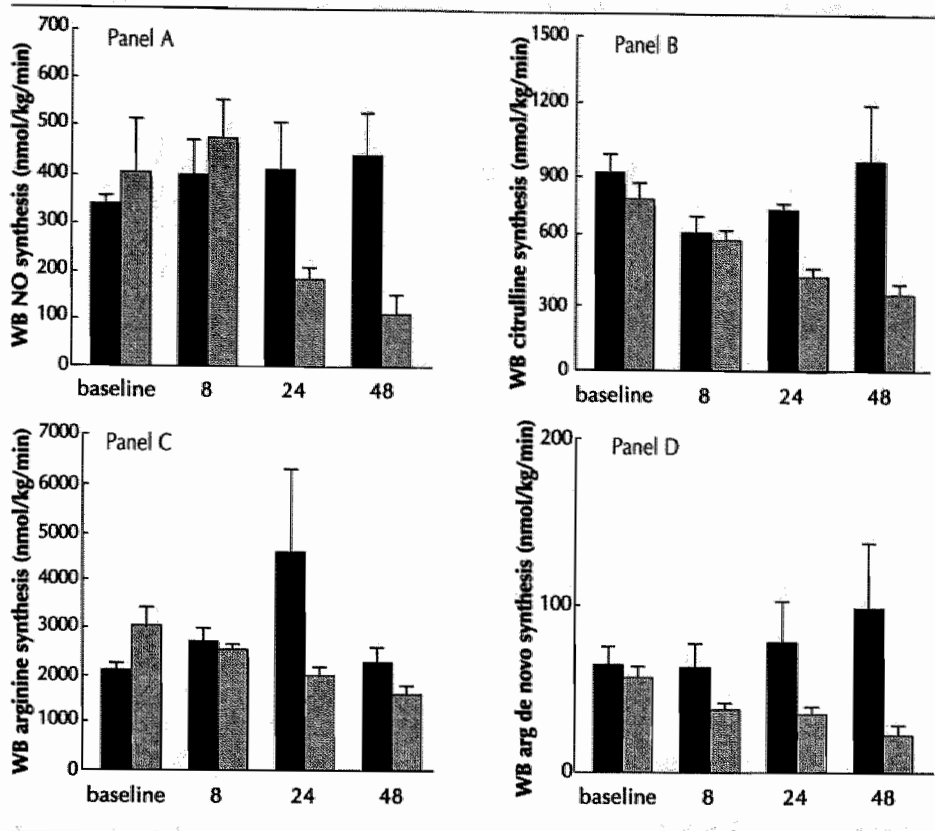 Panel A
WB NO synthesis (nmol/kg/min)
700
600
500
400
300
200
100
0
baseline 8 24 48
Panel B
WB citrulline synthesis (nmol/kg/min)
1500
1200
900
600
300
0
baseline 8 24 48
Panel C
WB arginine synthesis (nmol/kg/min)
7000
6000
5000
4000
3000
2000
1000
0
baseline 8 24 48
Panel D
WB arg de novo synthesis (nmol/kg/min)
200
100
0
baseline 8 24 48